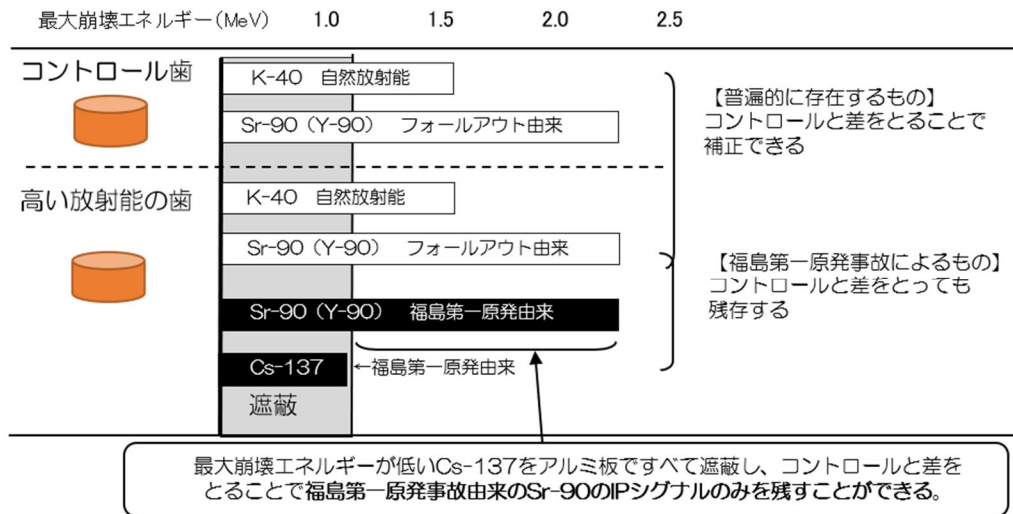 最大崩壊エネルギー(MeV) 1.0 1.5 2.0 2.5
コントロール歯
K-40 自然放射能
Sr-90 (Y-90) フォールアウト由来
【普遍的に存在するもの】
コントロールと差をとることで
補正できる
高い放射能の歯
K-40 自然放射能
Sr-90 (Y-90) フォールアウト由来
Sr-90 (Y-90) 福島第一原発由来
Cs-137 ←福島第一原発由来
遮蔽
【福島第一原発事故によるもの】
コントロールと差をとっても
残存する
最大崩壊エネルギーが低いCs-137をアルミ板ですべて遮蔽し、コントロールと差を
とることで福島第一原発事故由来のSr-90のIPシグナルのみを残すことができる。